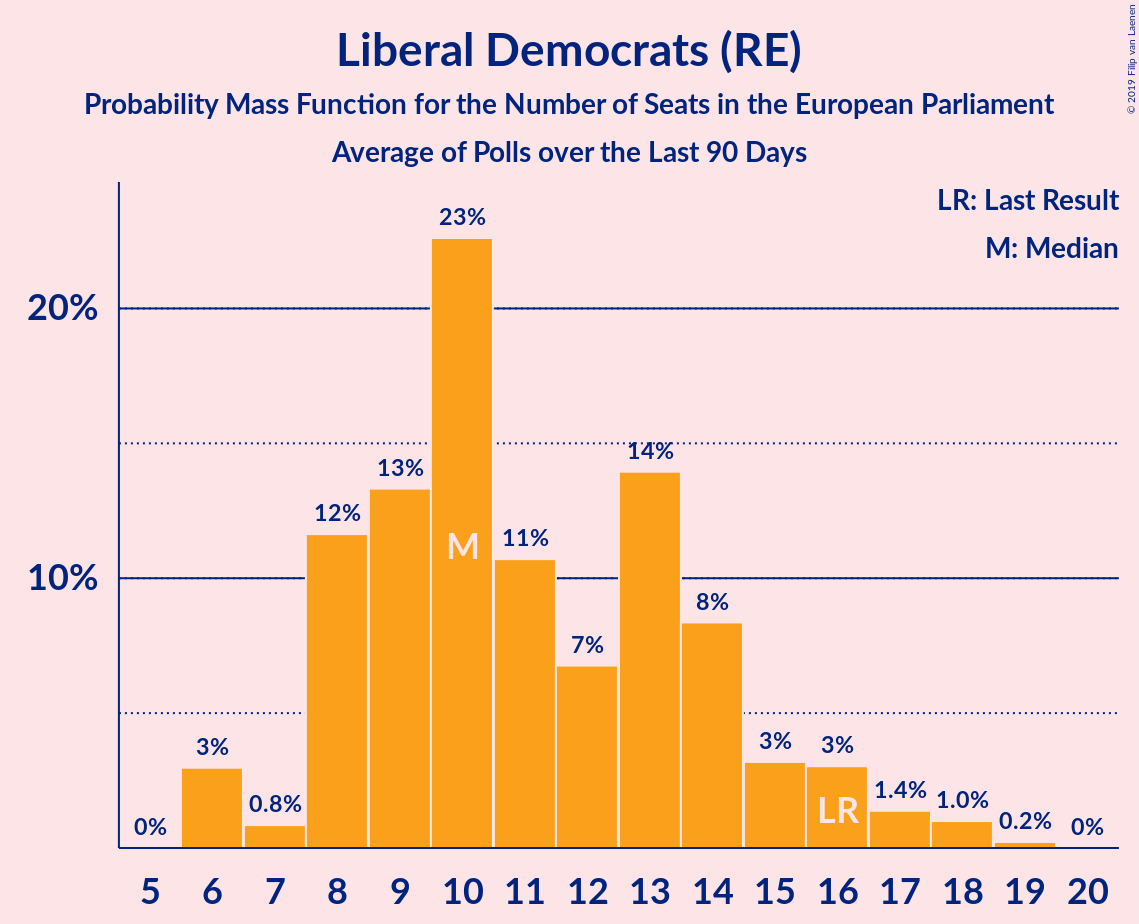 Liberal Democrats (RE)
Probability Mass Function for the Number of Seats in the European Parliament
Average of Polls over the Last 90 Days
© 2019 Filip van Laenen
LR: Last Result
M: Median
20%
10%
0%
3%
0.8%
12%
13%
23%
11%
7%
14%
8%
3%
3%
1.4%
1.0%
0.2%
0%
M
LR
5 6 7 8 9 10 11 12 13 14 15 16 17 18 19 20